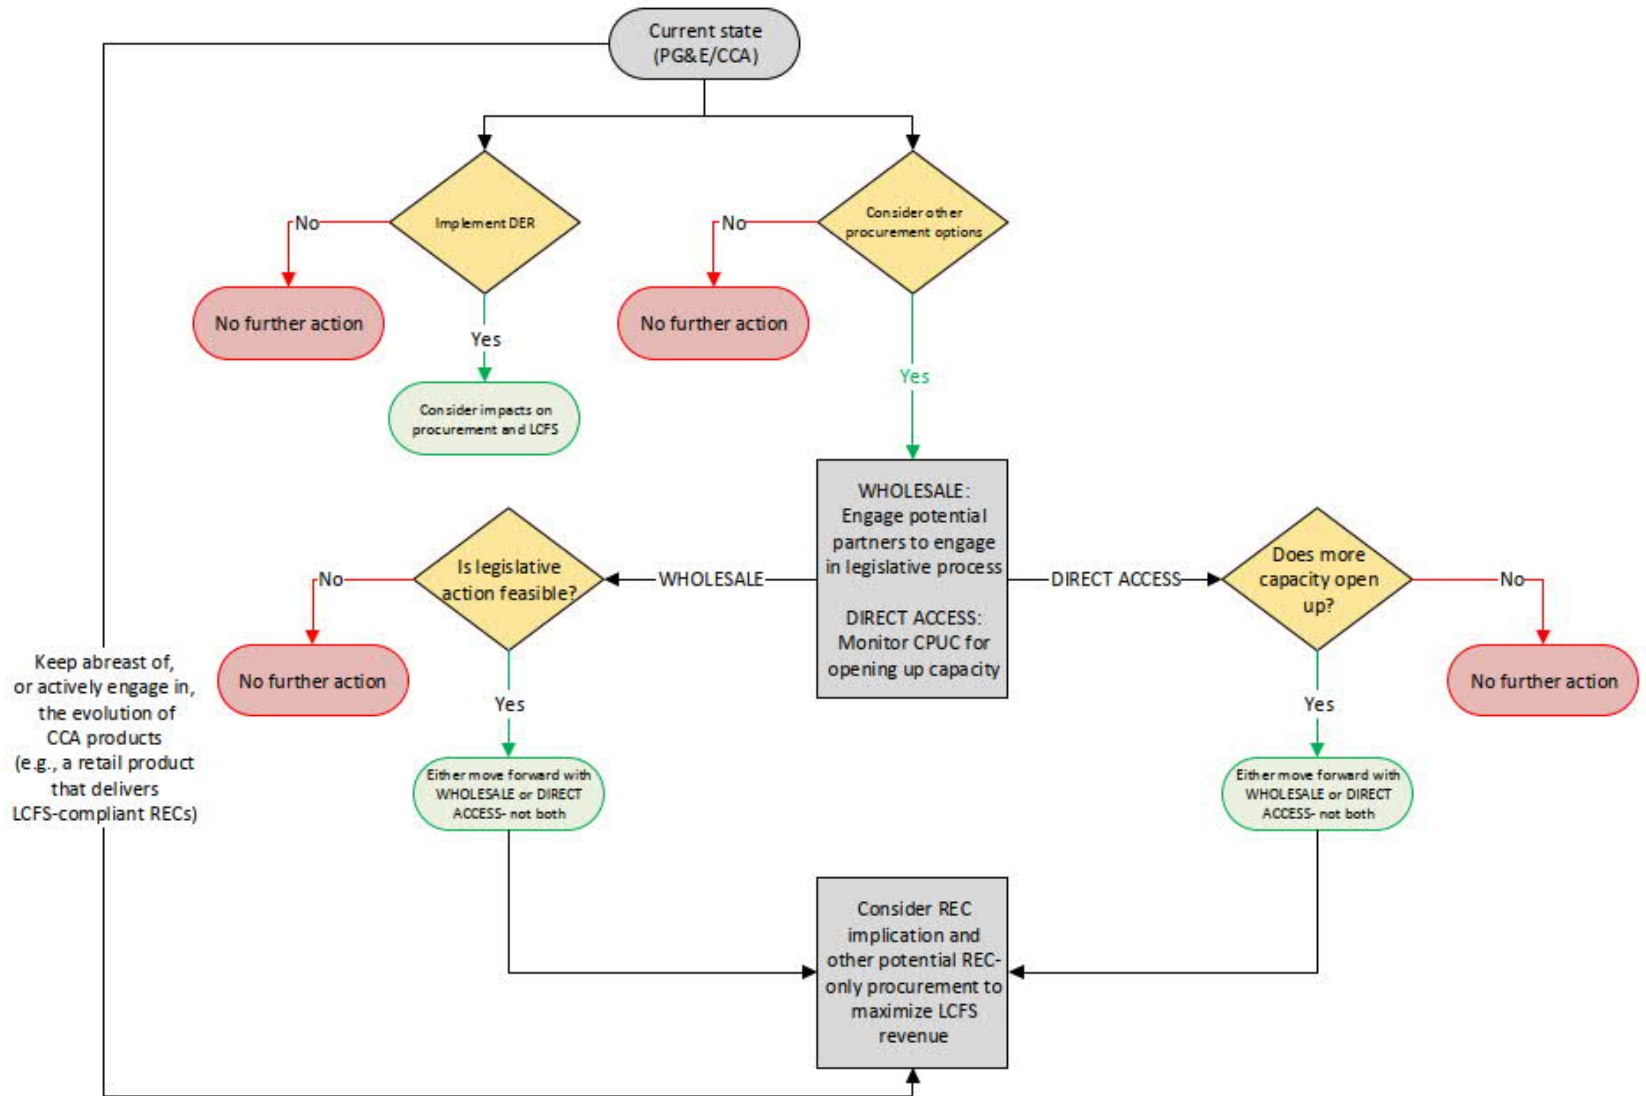 Current state
(PG&E/CCA)
No
Implement DER
No
Consider other
procurement options
No further action
Yes
No further action
Consider impacts on
procurement and LCFS
Yes
WHOLESALE:
Engage potential
partners to engage
in legislative process
DIRECT ACCESS:
Monitor CPUC for
opening up capacity
No
Is legislative
action feasible?
WHOLESALE
DIRECT ACCESS
Does more
capacity open
up?
No
Keep abreast of,
or actively engage in,
the evolution of
CCA products
(e.g., a retail product
that delivers
LCFS-compliant RECs)
No further action
Yes
Yes
No further action
Either move forward with
WHOLESALE or DIRECT
ACCESS- not both
Either move forward with
WHOLESALE or DIRECT
ACCESS- not both
Consider REC
implication and
other potential REC-
only procurement to
maximize LCFS
revenue